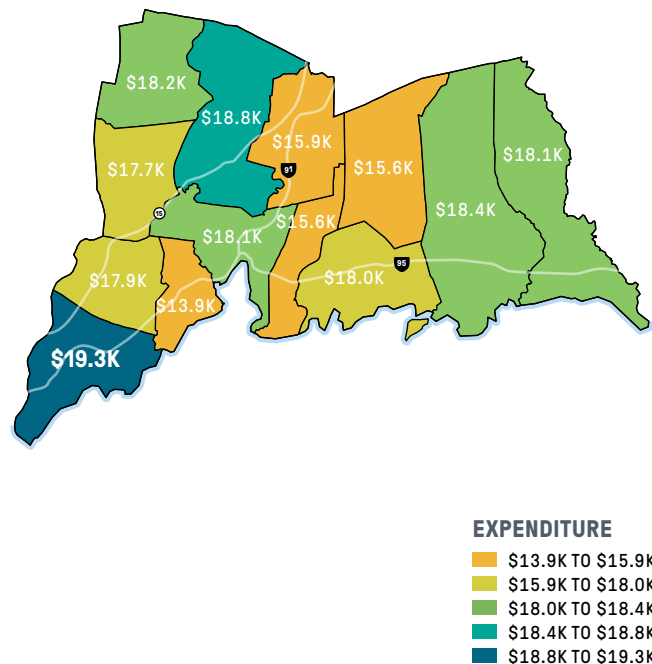 $18.2K
$18.8K
$15.9K
$17.7K
$15.6K
$18.1K
91
$18.4K
15
$15.6K
$18.1K
95
$18.0K
$17.9K
$13.9K
$19.3K
EXPENDITURE
$13.9K TO $15.9K
$15.9K TO $18.0K
$18.0K TO $18.4K
$18.4K TO $18.8K
$18.8K TO $19.3K